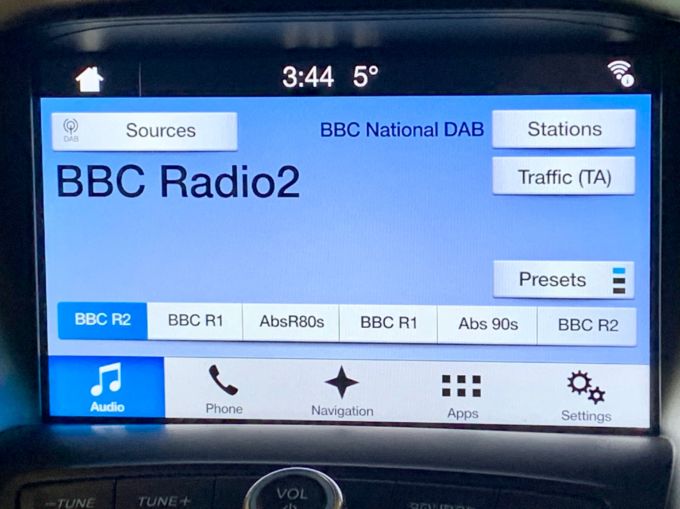 3:44 5°
DAB Sources BBC National DAB Stations
BBC Radio2
Traffic (TA)
Presets
BBC R2 BBC R1 AbsR80s BBC R1 Abs 90s BBC R2
Audio Phone Navigation Apps Settings
-TUNE TUNE+ VOL